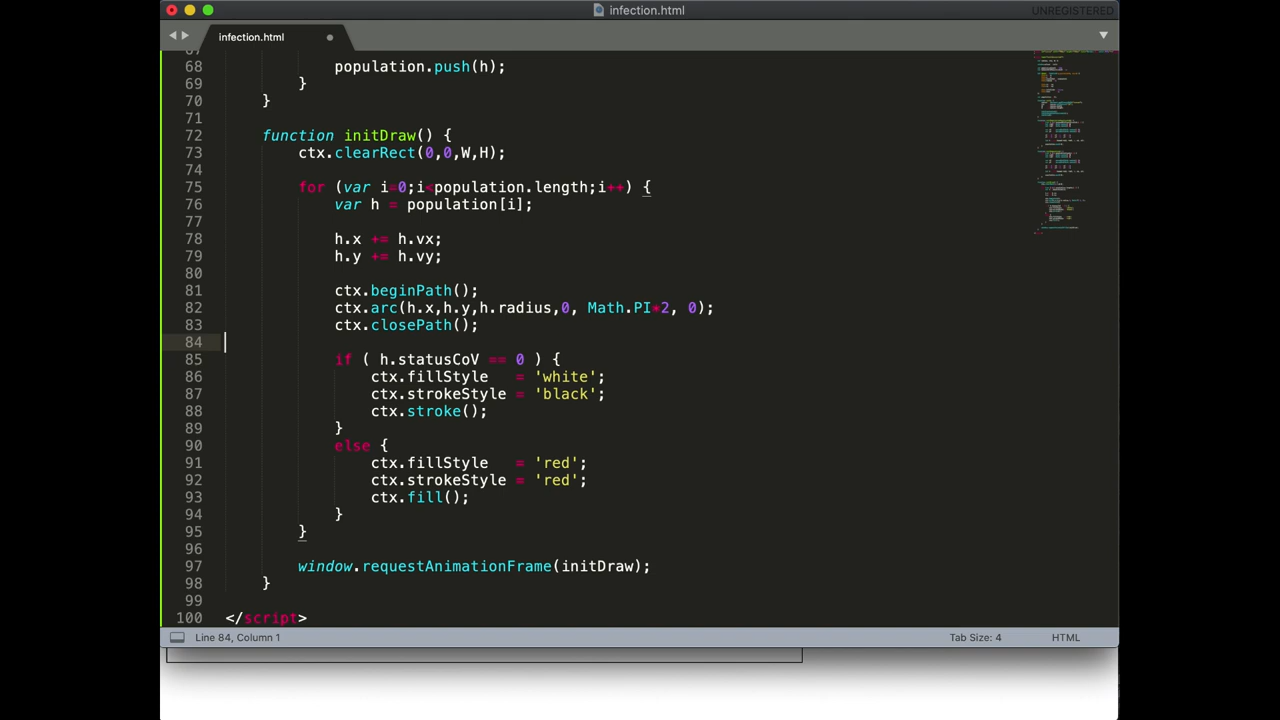 infection.html
UNREGISTERED
infection.html
67
68 population.push(h);
69 }
70 }
71
72 function initDraw() {
73 ctx.clearRect(0,0,W,H);
74
75 for (var i=0;i<population.length;i++) {
76 var h = population[i];
77
78 h.x += h.vx;
79 h.y += h.vy;
80
81 ctx.beginPath();
82 ctx.arc(h.x,h.y,h.radius,0, Math.PI*2, 0);
83 ctx.closePath();
84
85 if ( h.statusCoV == 0 ) {
86 ctx.fillStyle   = 'white';
87 ctx.strokeStyle = 'black';
88 ctx.stroke();
89 }
90 else {
91 ctx.fillStyle   = 'red';
92 ctx.strokeStyle = 'red';
93 ctx.fill();
94 }
95 }
96
97 window.requestAnimationFrame(initDraw);
98 }
99
100 </script>
Line 84, Column 1
Tab Size: 4
HTML